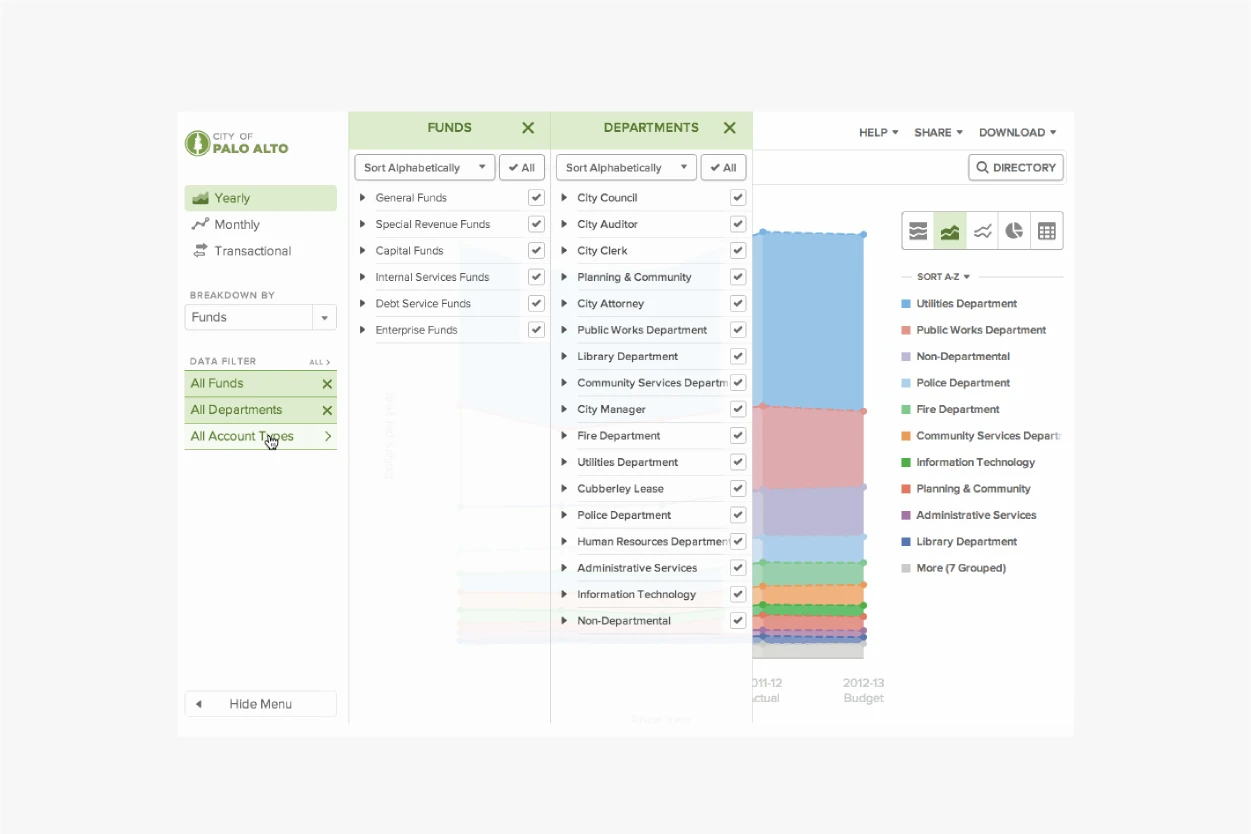 CITY OF
PALO ALTO
Yearly
Monthly
Transactional
BREAKDOWN BY
Funds
DATA FILTER
ALL >
All Funds
All Departments
All Account Types
Hide Menu
FUNDS
Sort Alphabetically
All
General Funds
Special Revenue Funds
Capital Funds
Internal Services Funds
Debt Service Funds
Enterprise Funds
DEPARTMENTS
Sort Alphabetically
All
City Council
City Auditor
City Clerk
Planning & Community
City Attorney
Public Works Department
Library Department
Community Services Departm
City Manager
Fire Department
Utilities Department
Cubberley Lease
Police Department
Human Resources Department
Administrative Services
Information Technology
Non-Departmental
HELP
SHARE
DOWNLOAD
DIRECTORY
SORT A-Z
Utilities Department
Public Works Department
Non-Departmental
Police Department
Fire Department
Community Services Depart
Information Technology
Planning & Community
Administrative Services
Library Department
More (7 Grouped)
011-12
ctual
2012-13
Budget